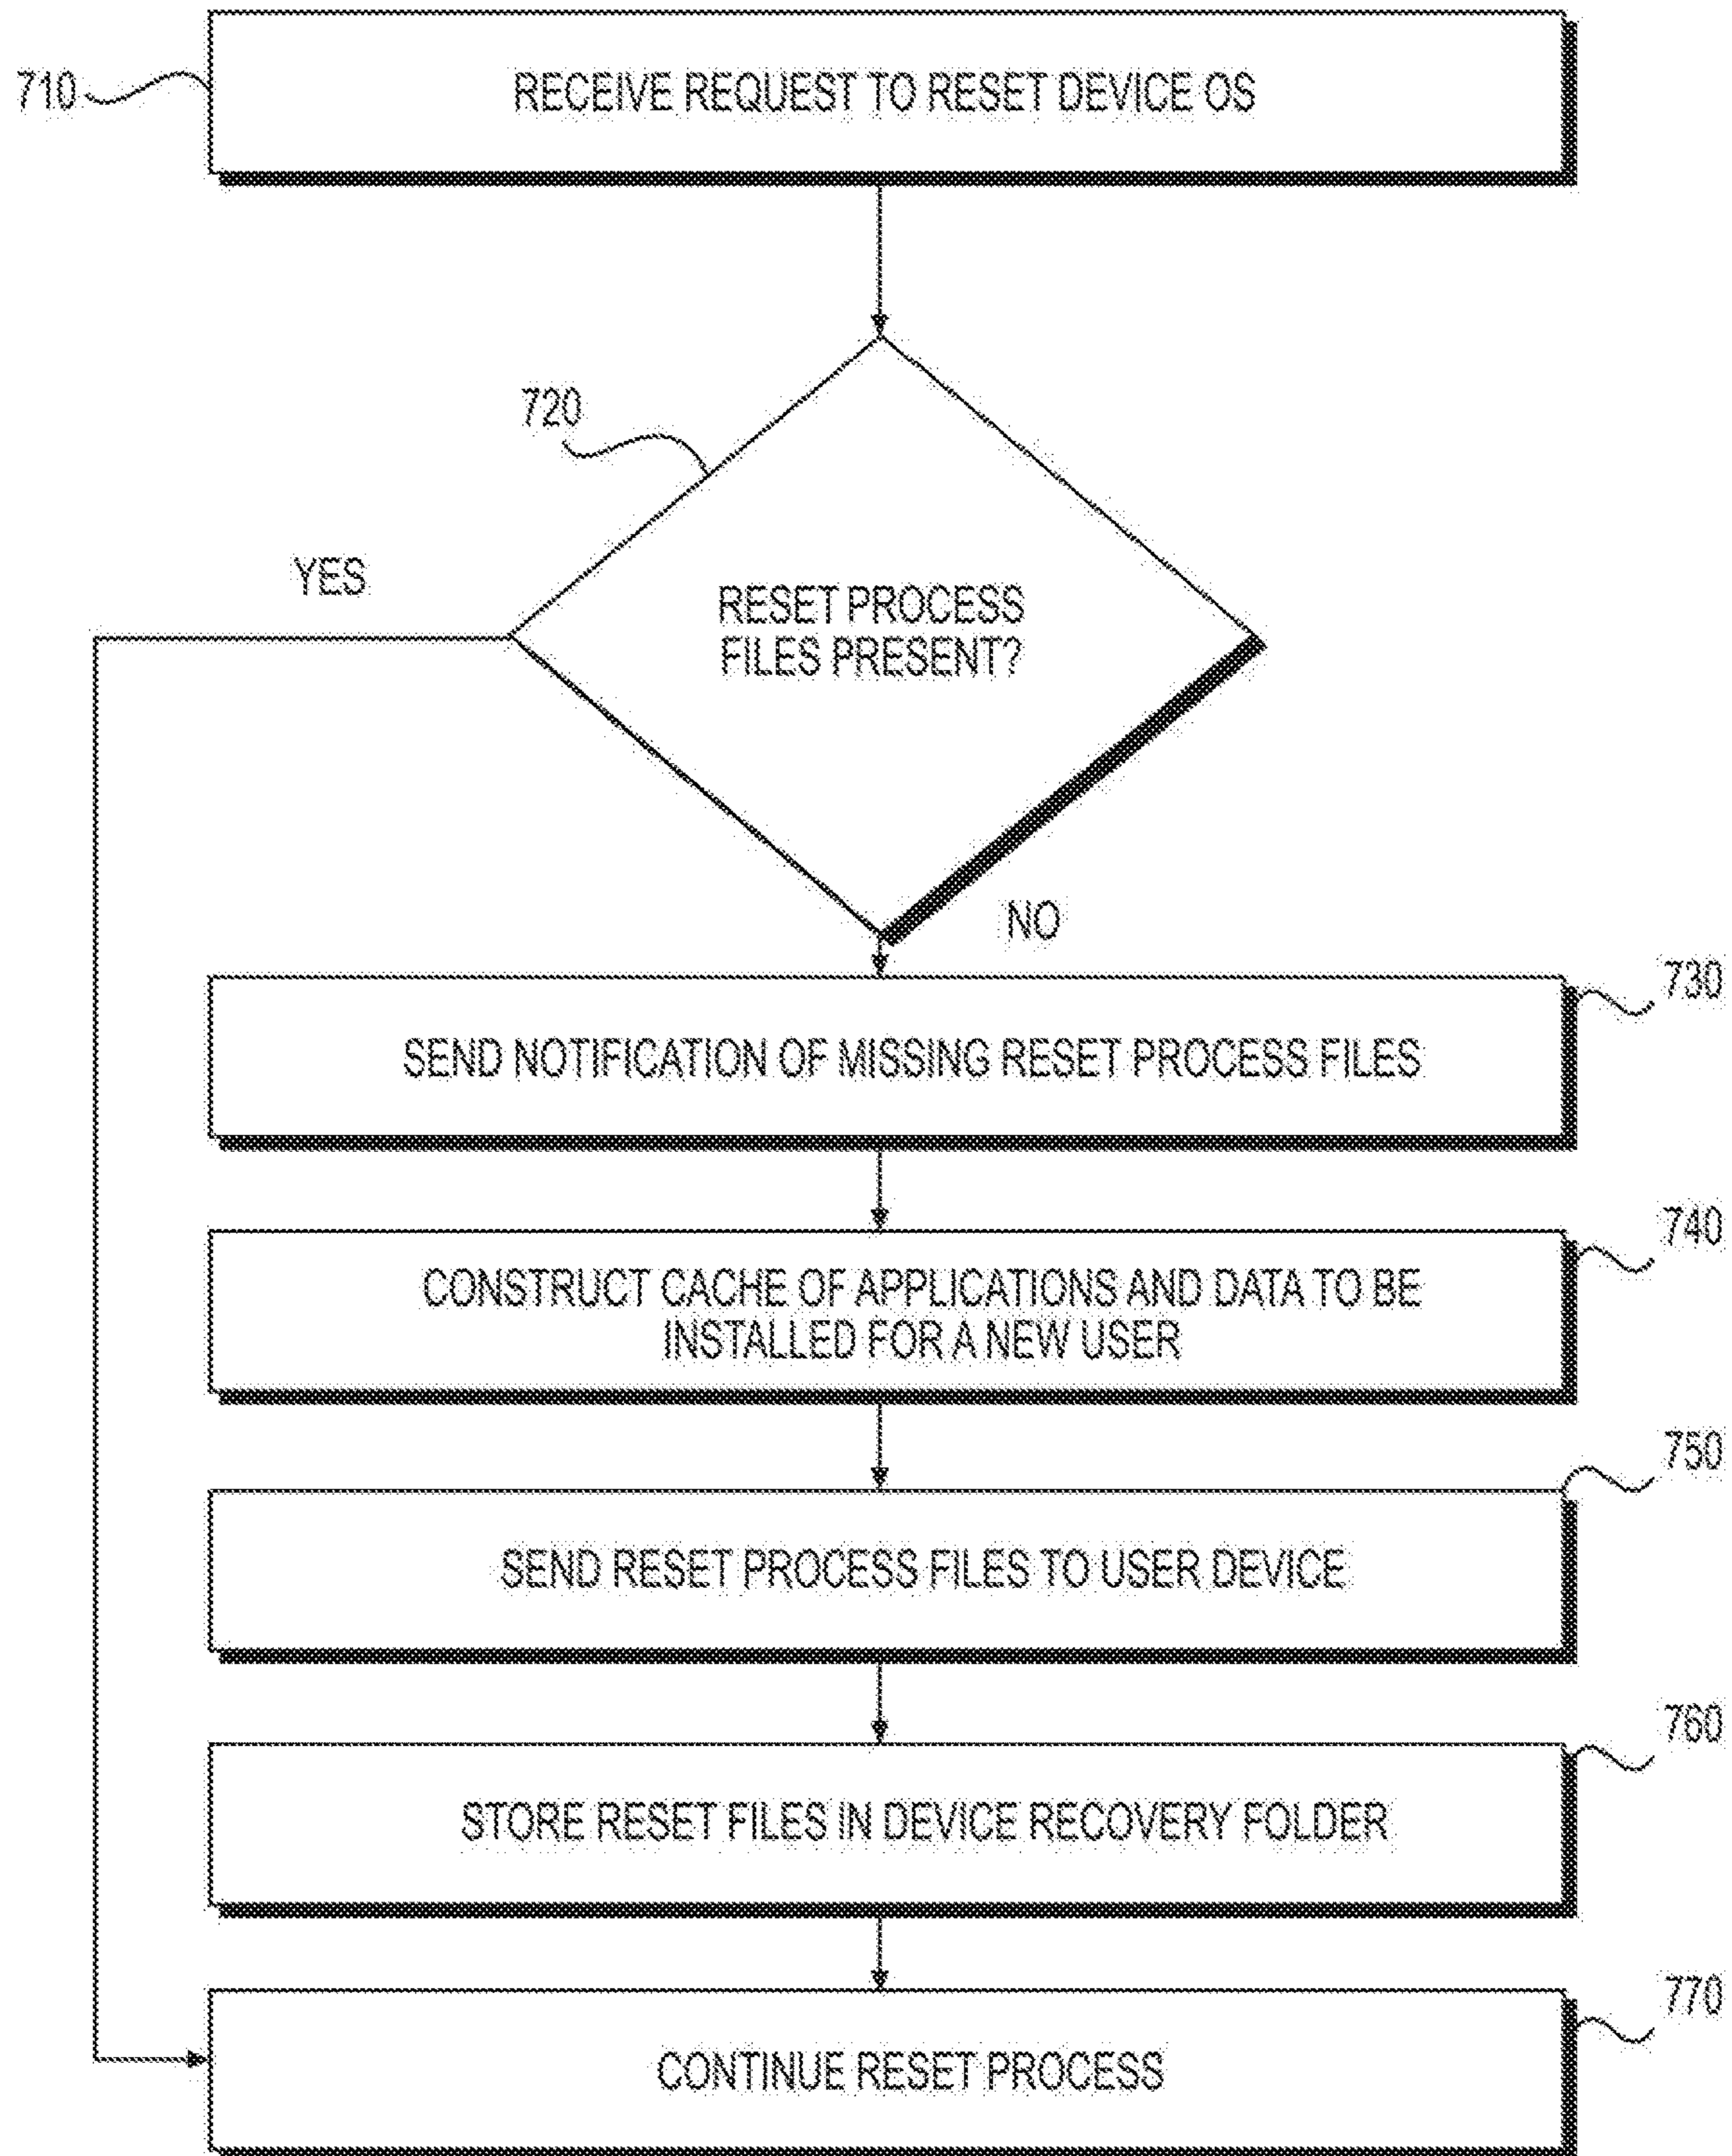 710
RECEIVE REQUEST TO RESET DEVICE OS
720
YES
RESET PROCESS
FILES PRESENT?
NO
730
SEND NOTIFICATION OF MISSING RESET PROCESS FILES
740
CONSTRUCT CACHE OF APPLICATIONS AND DATA TO BE
INSTALLED FOR A NEW USER
750
SEND RESET PROCESS FILES TO USER DEVICE
760
STORE RESET FILES IN DEVICE RECOVERY FOLDER
770
CONTINUE RESET PROCESS